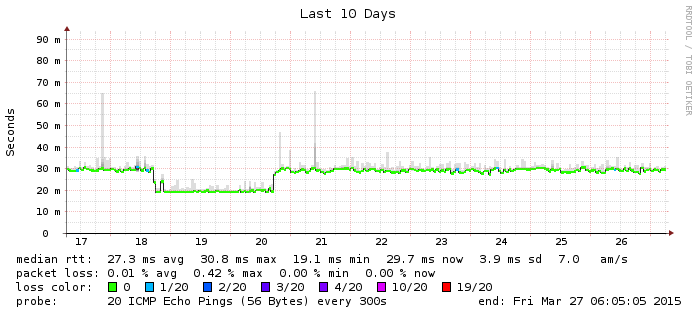 Last 10 Days
RRDTOOL / TOBI OETIKER
Seconds
90 m
80 m
70 m
60 m
50 m
40 m
30 m
20 m
10 m
0
17 18 19 20 21 22 23 24 25 26
median rtt: 27.3 ms avg 30.8 ms max 19.1 ms min 29.7 ms now 3.9 ms sd 7.0 am/s
packet loss: 0.01 % avg 0.42 % max 0.00 % min 0.00 % now
loss color: 0 1/20 2/20 3/20 4/20 10/20 19/20
probe: 20 ICMP Echo Pings (56 Bytes) every 300s end: Fri Mar 27 06:05:05 2015